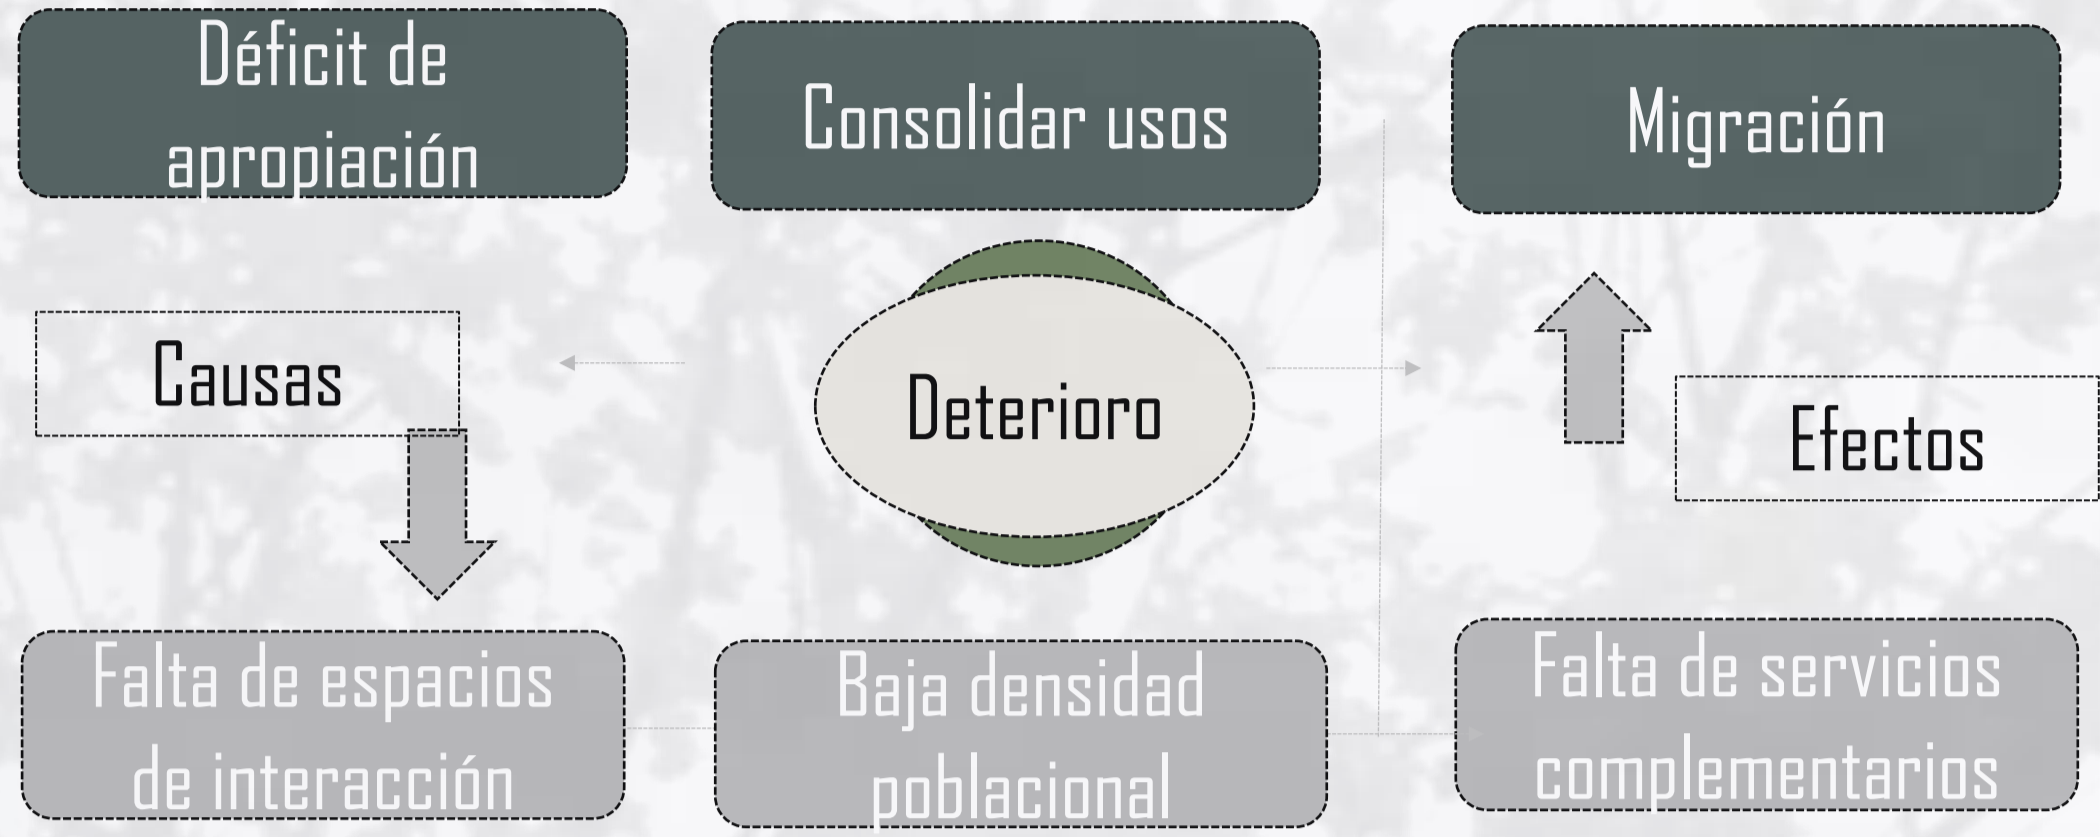 Déficit de
apropiación
Consolidar usos
Migración
Causas
Deterioro
Efectos
Falta de espacios
de interacción
Baja densidad
poblacional
Falta de servicios
complementarios